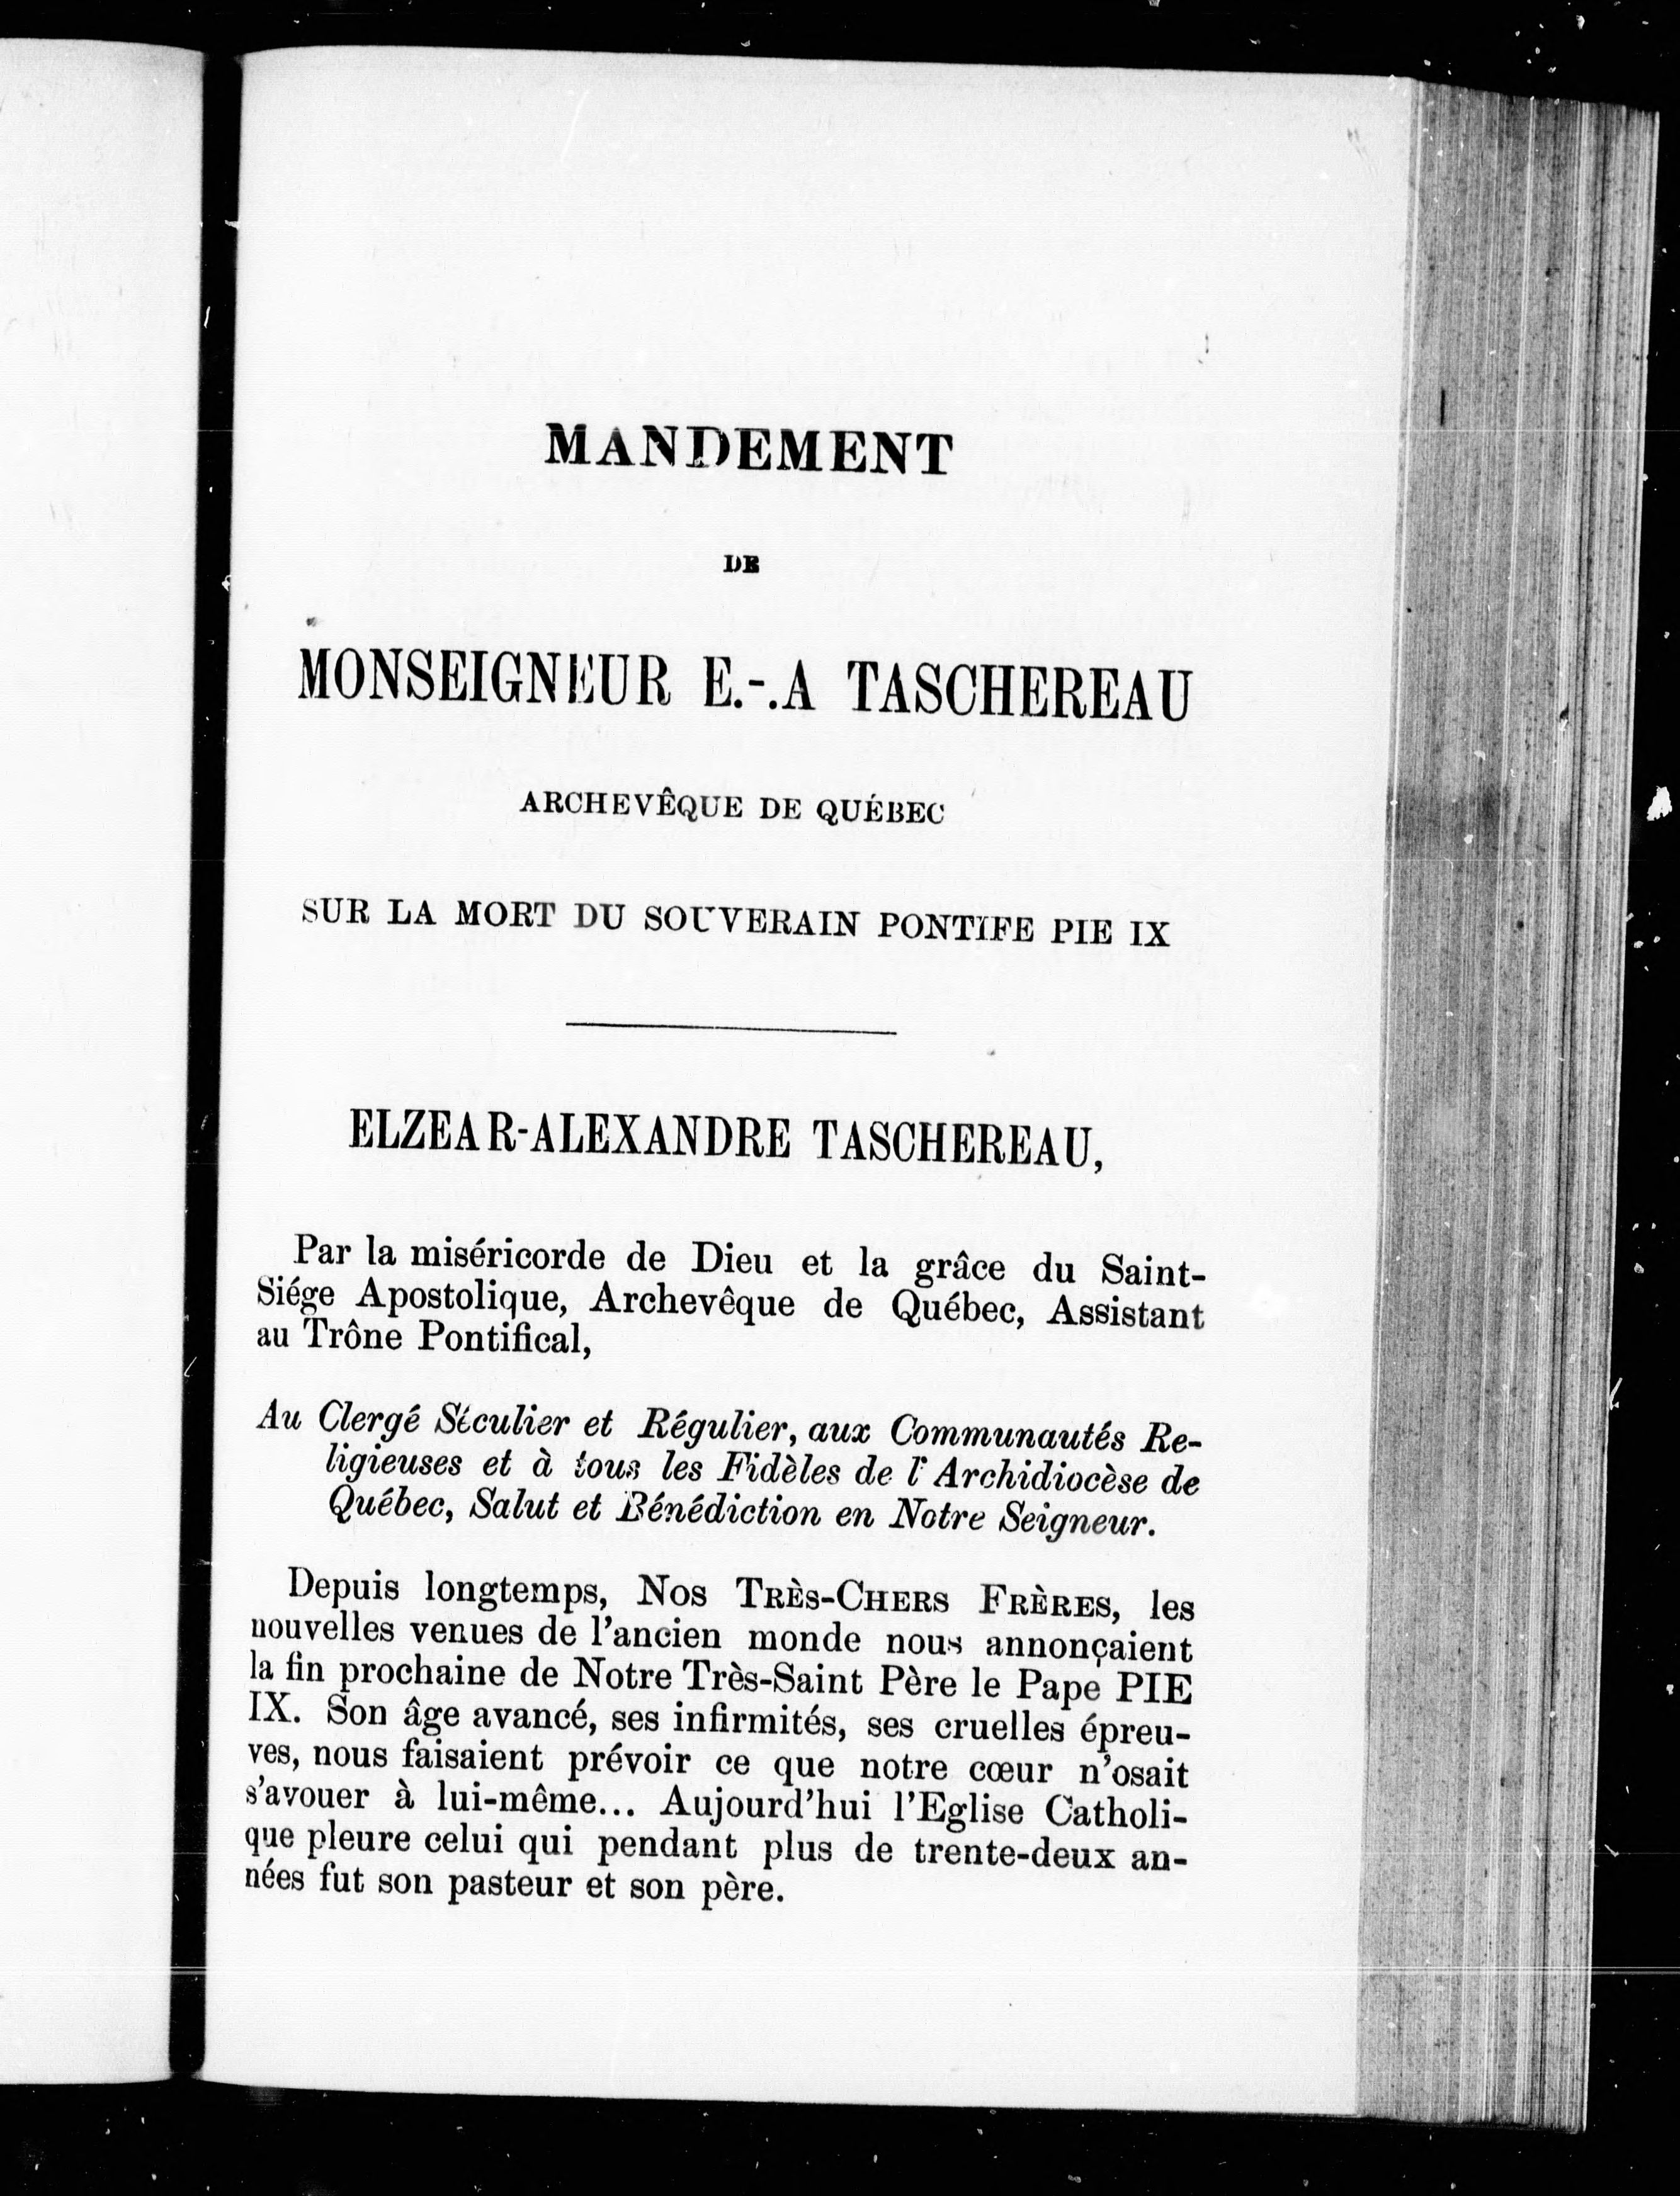 MANDEMENT
DE
MONSEIGNEUR E.-.A TASCHEREAU
ARCHEVÊQUE DE QUÉBEC
SUR LA MORT DU SOUVERAIN PONTIFE PIE IX
ELZEAR-ALEXANDRE TASCHEREAU,
Par la miséricorde de Dieu et la grâce du Saint-
Siége Apostolique, Archevêque de Québec, Assistant
au Trône Pontifical,
Au Clergé Séculier et Régulier, aux Communautés Re-
ligieuses et à tous les Fidèles de l'Archidiocèse de
Québec, Salut et Bénédiction en Notre Seigneur.
Depuis longtemps, NOS TRÈS-CHERS FRÈRES, les
nouvelles venues de l'ancien monde nous annonçaient
la fin prochaine de Notre Très-Saint Père le Pape PIE
IX. Son âge avancé, ses infirmités, ses cruelles épreu-
ves, nous faisaient prévoir ce que notre cœur n'osait
s'avouer à lui-même... Aujourd'hui l'Eglise Catholi-
que pleure celui qui pendant plus de trente-deux an-
nées fut son pasteur et son père.